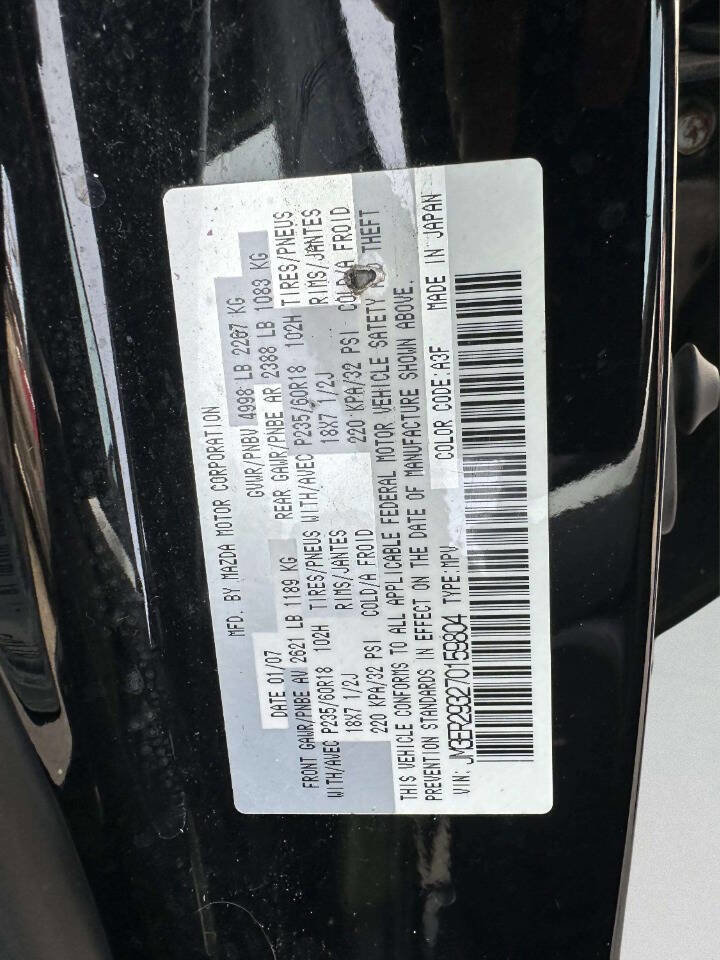 MFD. BY MAZDA MOTOR CORPORATION
DATE 01/07 GVWR/PNBV 4998 LB 2267 KG
FRONT GAWR/PNBE AV 2621 LB 1189 KG REAR GAWR/PNBE AR 2388 LB 1083 KG
WITH/AVEC P235/60R18 102H TIRES/PNEUS WITH/AVEC P235/60R18 102H TIRES/PNEUS
18X7 1/2J RIMS/JANTES 18X7 1/2J RIMS/JANTES
220 KPA/32 PSI COLD/A FROID 220 KPA/32 PSI COLD/A FROID
THIS VEHICLE CONFORMS TO ALL APPLICABLE FEDERAL MOTOR VEHICLE SAFETY THEFT
PREVENTION STANDARDS IN EFFECT ON THE DATE OF MANUFACTURE SHOWN ABOVE.
VIN: JM3ER293270159804 TYPE:MPV COLOR CODE:A3F MADE IN JAPAN